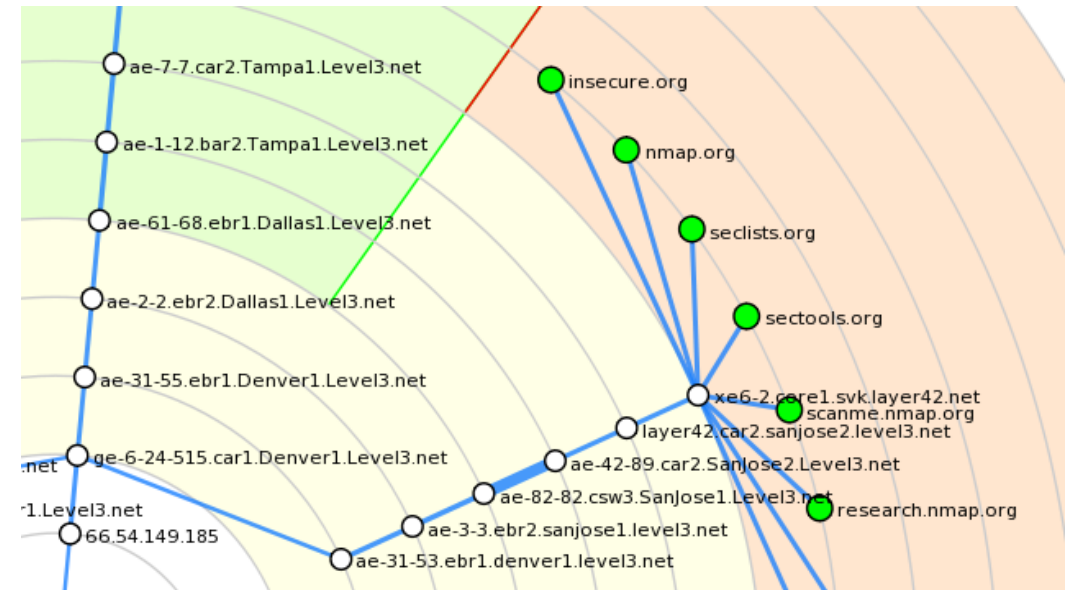 ae-7-7.car2.Tampa1.Level3.net
insecure.org
ae-1-12.bar2.Tampa1.Level3.net
nmap.org
ae-61-68.ebr1.Dallas1.Level3.net
seclists.org
ae-2-2.ebr2.Dallas1.Level3.net
sectools.org
ae-31-55.ebr1.Denver1.Level3.net
xe6-2.core1.svk.layer42.net
scanme.nmap.org
layer42.car2.sanjose2.level3.net
ge-6-24-515.car1.Denver1.Level3.net
.net
ae-42-89.car2.SanJose2.Level3.net
ae-82-82.csw3.SanJose1.Level3.net
r1.Level3.net
research.nmap.org
ae-3-3.ebr2.sanjose1.level3.net
66.54.149.185
ae-31-53.ebr1.denver1.level3.net